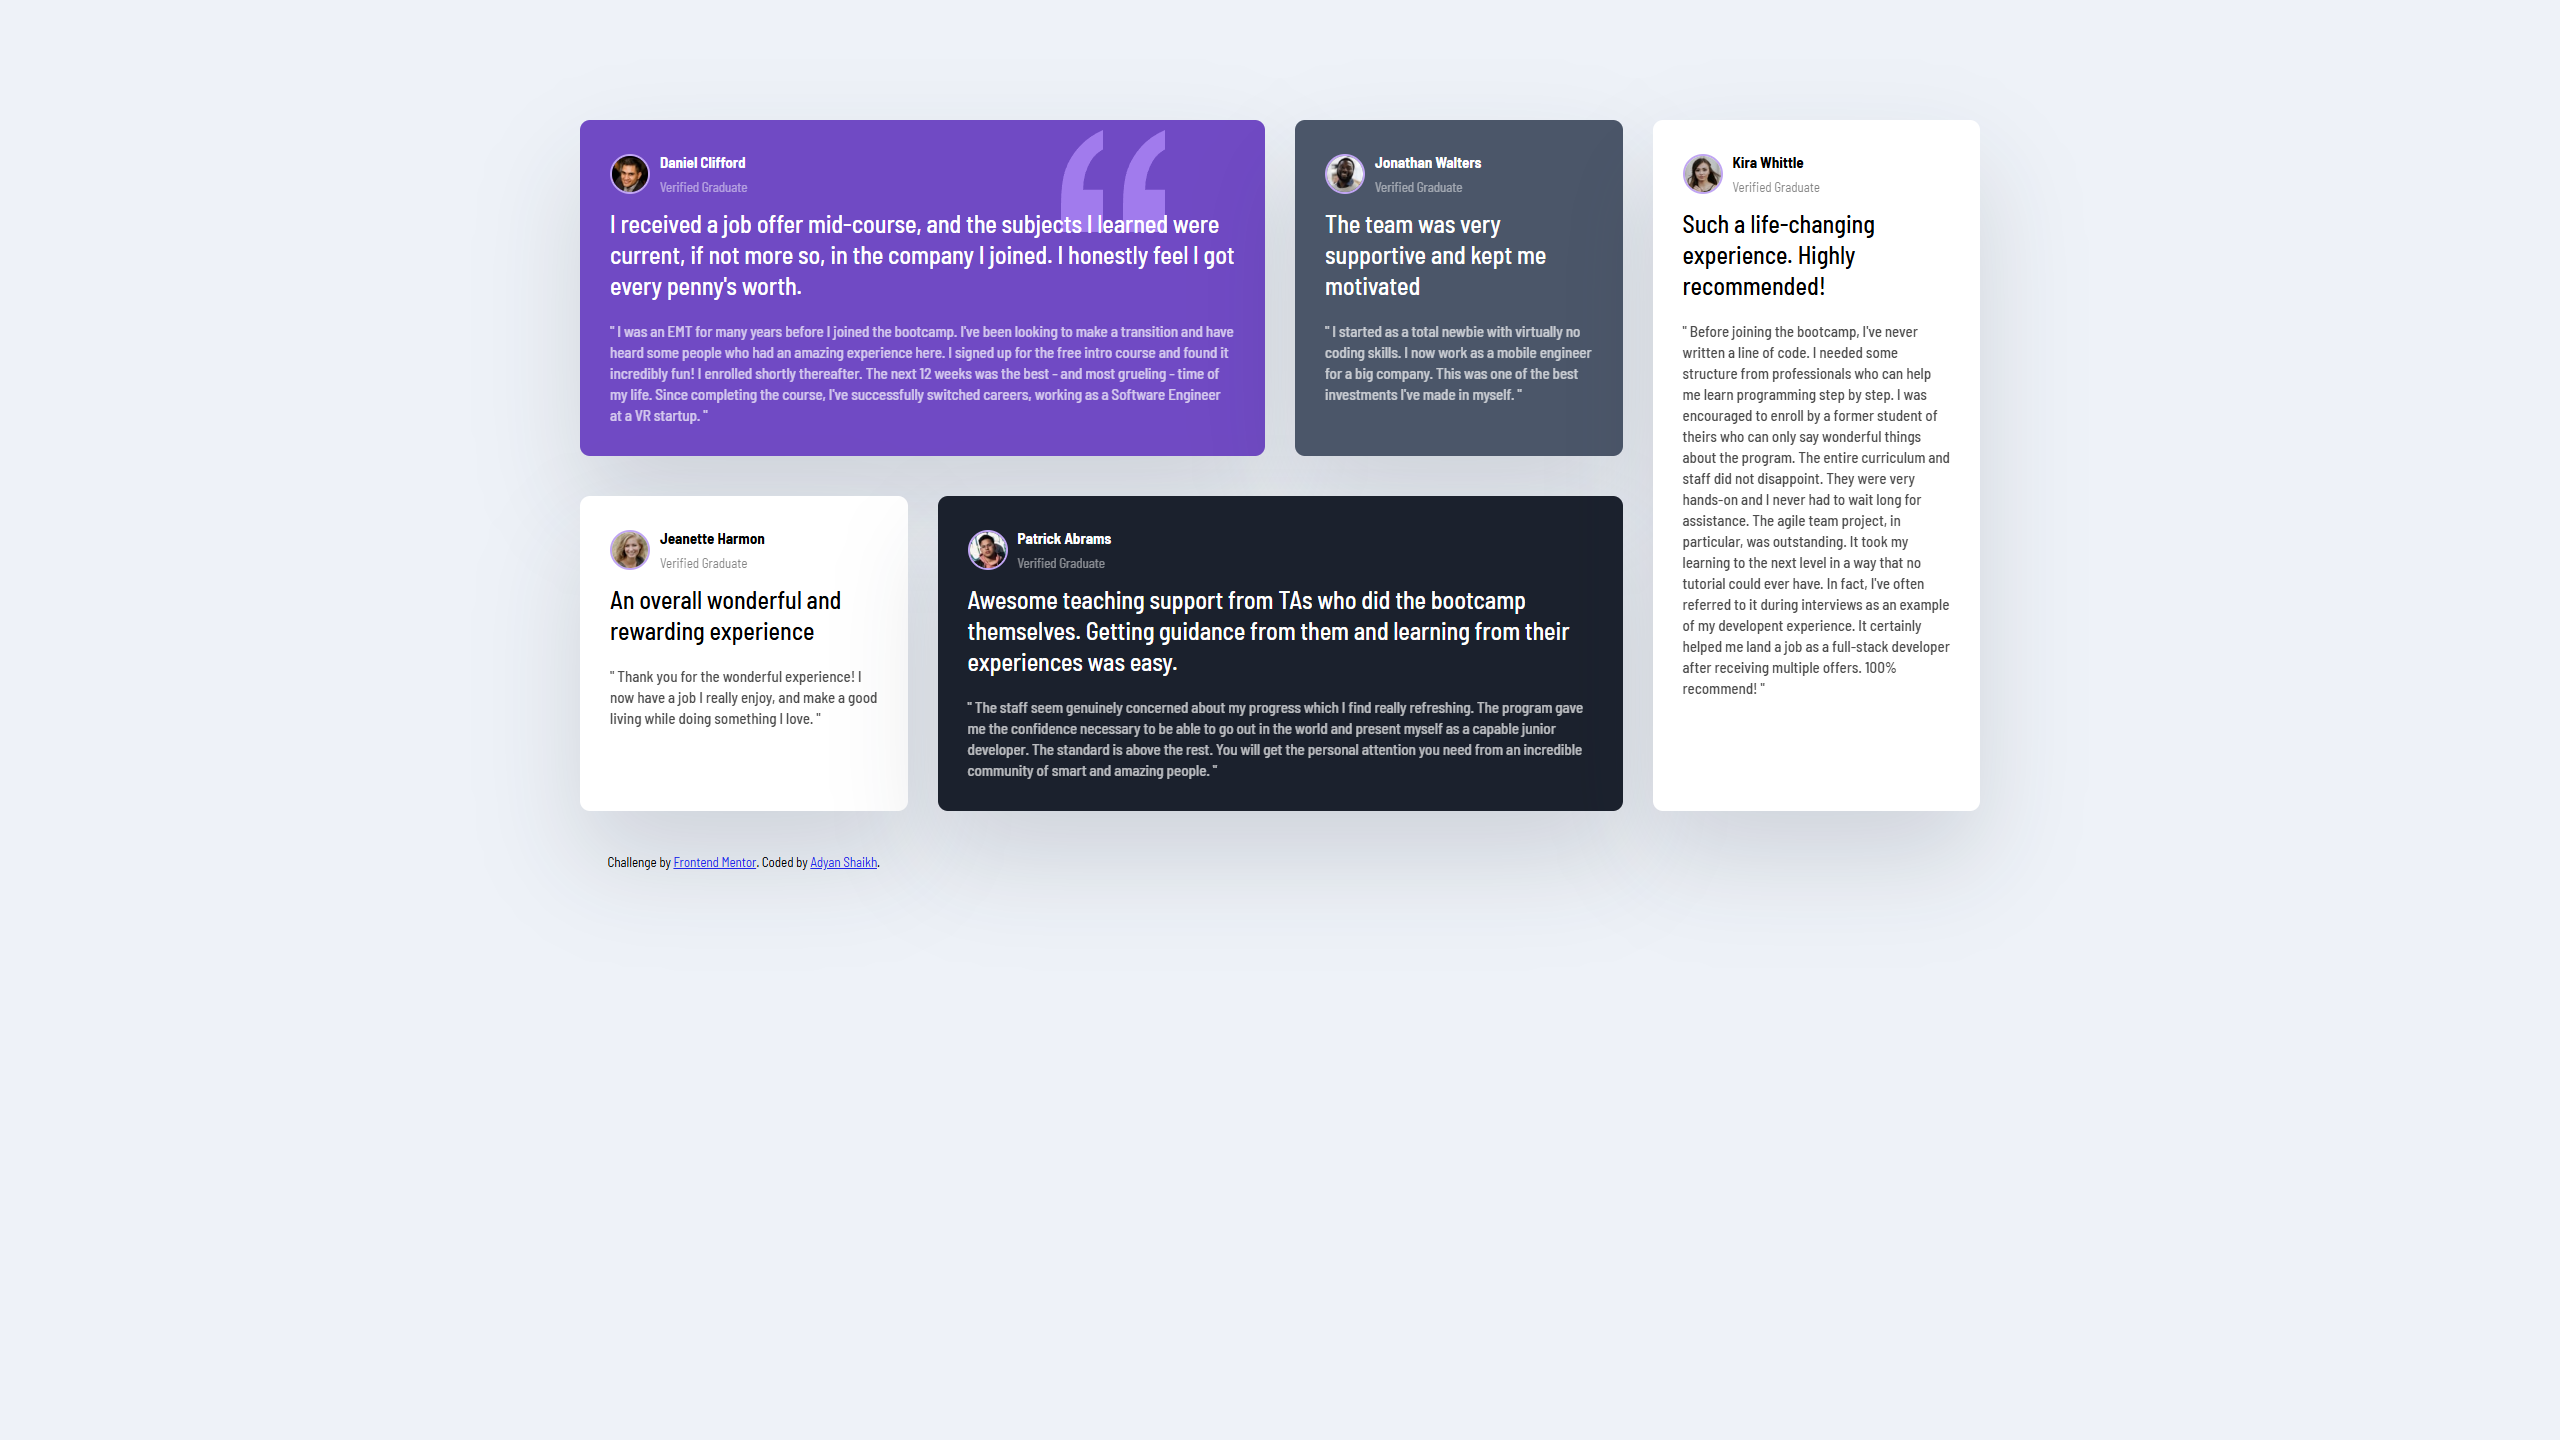 Daniel Clifford
Verified Graduate
I received a job offer mid-course, and the subjects I learned were
current, if not more so, in the company I joined. I honestly feel I got
every penny's worth.
" I was an EMT for many years before I joined the bootcamp. I've been looking to make a transition and have
heard some people who had an amazing experience here. I signed up for the free intro course and found it
incredibly fun! I enrolled shortly thereafter. The next 12 weeks was the best - and most grueling - time of
my life. Since completing the course, I've successfully switched careers, working as a Software Engineer
at a VR startup. "
Jonathan Walters
Verified Graduate
The team was very
supportive and kept me
motivated
" I started as a total newbie with virtually no
coding skills. I now work as a mobile engineer
for a big company. This was one of the best
investments I've made in myself. "
Kira Whittle
Verified Graduate
Such a life-changing
experience. Highly
recommended!
" Before joining the bootcamp, I've never
written a line of code. I needed some
structure from professionals who can help
me learn programming step by step. I was
encouraged to enroll by a former student of
theirs who can only say wonderful things
about the program. The entire curriculum and
staff did not disappoint. They were very
hands-on and I never had to wait long for
assistance. The agile team project, in
particular, was outstanding. It took my
learning to the next level in a way that no
tutorial could ever have. In fact, I've often
referred to it during interviews as an example
of my developent experience. It certainly
helped me land a job as a full-stack developer
after receiving multiple offers. 100%
recommend! "
Jeanette Harmon
Verified Graduate
An overall wonderful and
rewarding experience
" Thank you for the wonderful experience! I
now have a job I really enjoy, and make a good
living while doing something I love. "
Patrick Abrams
Verified Graduate
Awesome teaching support from TAs who did the bootcamp
themselves. Getting guidance from them and learning from their
experiences was easy.
" The staff seem genuinely concerned about my progress which I find really refreshing. The program gave
me the confidence necessary to be able to go out in the world and present myself as a capable junior
developer. The standard is above the rest. You will get the personal attention you need from an incredible
community of smart and amazing people. "
Challenge by Frontend Mentor. Coded by Adyan Shaikh.